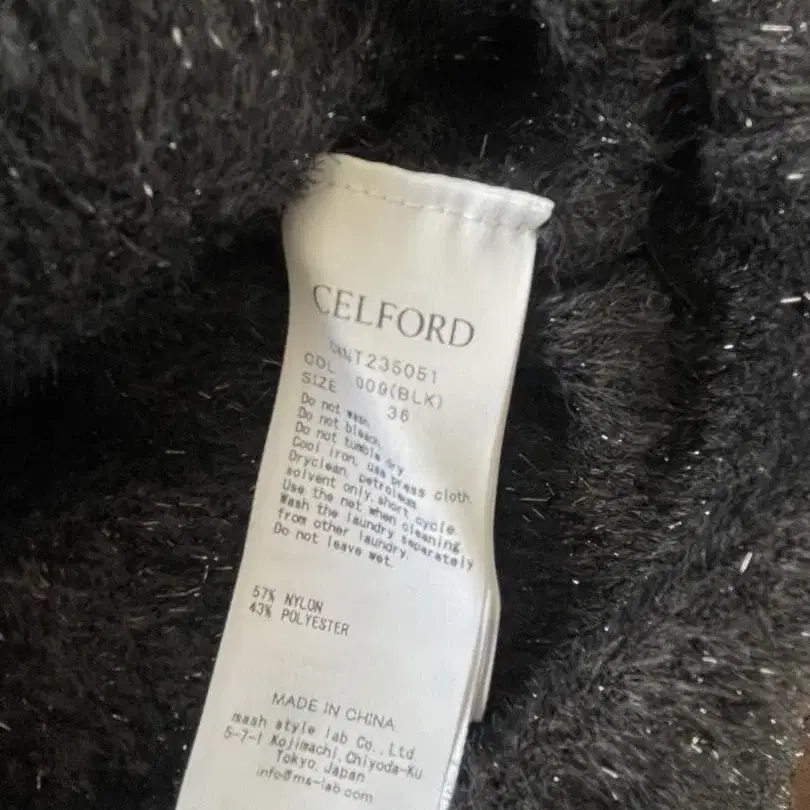 CELFORD
NT235051
COL 009(BLK)
SIZE 36
Do not wash.
Do not bleach.
Do not tumble dry.
Cool iron, use press cloth.
Dryclean, petroleum
solvent only, short cycle.
Use the net when cleaning.
Wash the laundry separately
from other laundry.
Do not leave wet.
57% NYLON
43% POLYESTER
MADE IN CHINA
mash style lab Co., Ltd
5-7-1 Kojimachi, Chiyoda-Ku
Tokyo, Japan
info@ms-lab.com